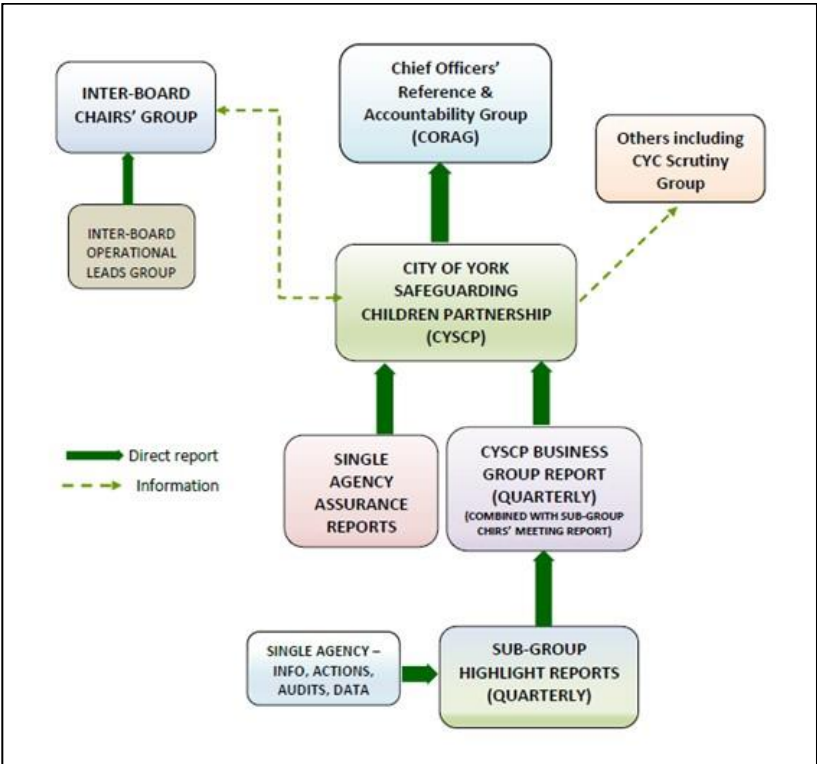 INTER-BOARD
CHAIRS’ GROUP
Chief Officers’
Reference &
Accountability Group
(CORAG)
Others including
CYC Scrutiny
Group
INTER-BOARD
OPERATIONAL
LEADS GROUP
CITY OF YORK
SAFEGUARDING
CHILDREN PARTNERSHIP
(CYSCP)
Direct report
Information
SINGLE
AGENCY
ASSURANCE
REPORTS
CYSCP BUSINESS
GROUP REPORT
(QUARTERLY)
(COMBINED WITH SUB-GROUP
CHIRS’ MEETING REPORT)
SINGLE AGENCY –
INFO, ACTIONS,
AUDITS, DATA
SUB-GROUP
HIGHLIGHT REPORTS
(QUARTERLY)